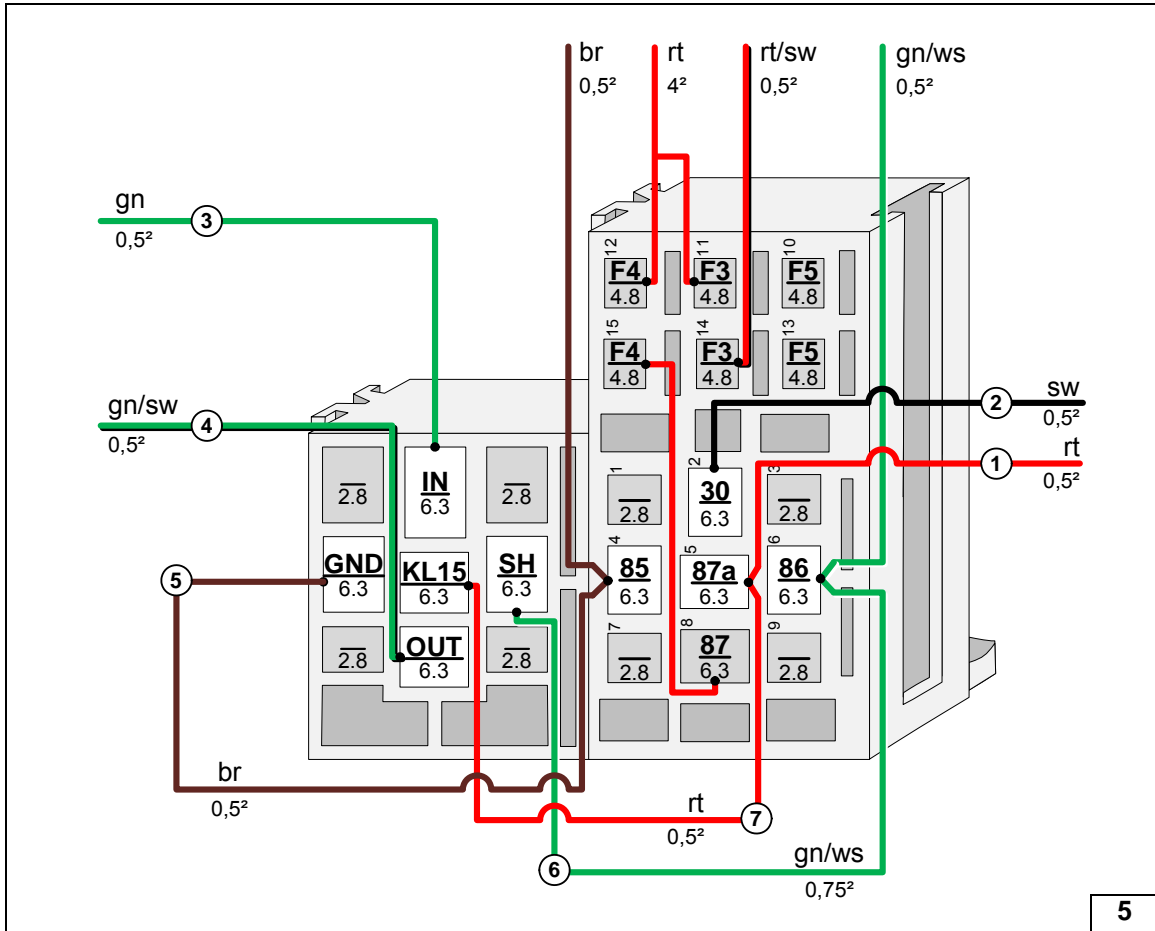 br
rt
rt/sw
gn/ws
0,5²
4²
0,5²
0,5²
gn
3
0,5²
12
11
10
F4
F3
F5
4.8
4.8
4.8
15
14
13
F4
F3
F5
4.8
4.8
4.8
gn/sw
4
0,5²
2
sw
0,5²
1
rt
0,5²
2.8
IN
6.3
2.8
1
2.8
2
30
6.3
3
2.8
5
GND
6.3
KL15
6.3
SH
6.3
4
85
6.3
5
87a
6.3
6
86
6.3
2.8
OUT
6.3
2.8
7
2.8
8
87
6.3
9
2.8
br
0,5²
rt
0,5²
7
6
gn/ws
0,75²
5